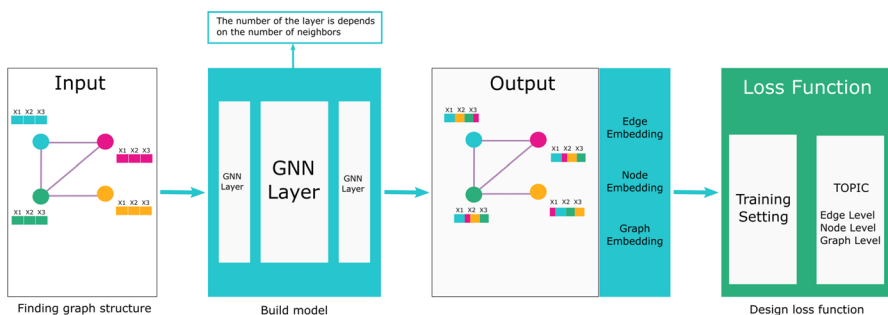 The number of the layer is depends
on the number of neighbors
Input
X1 X2 X3
X1 X2 X3
X1 X2 X3
X1 X2 X3
Finding graph structure
GNN
Layer
GNN
Layer
GNN
Layer
Build model
Output
X1 X2 X3
X1 X2 X3
X1 X2 X3
X1 X2 X3
Edge
Embedding
Node
Embedding
Graph
Embedding
Loss Function
Training
Setting
TOPIC
Edge Level
Node Level
Graph Level
Design loss function